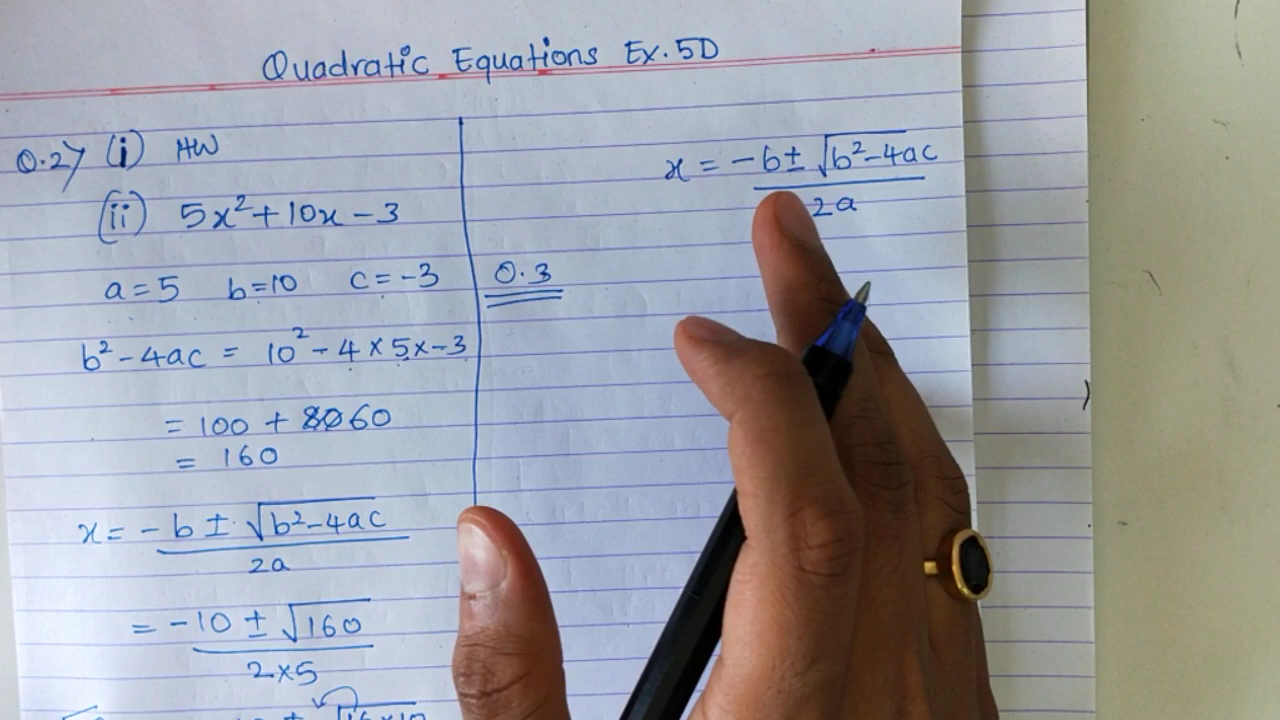 Quadratic Equations Ex. 5D
Q.2) (i) HW
(ii) 5x²+10x-3
a=5 b=10 c=-3
b²-4ac = 10²-4×5×-3
= 100 + 60
= 160
x = -b ± √b²-4ac
2a
= -10 ± √160
2×5
x = -b ± √b²-4ac
2a
Q.3